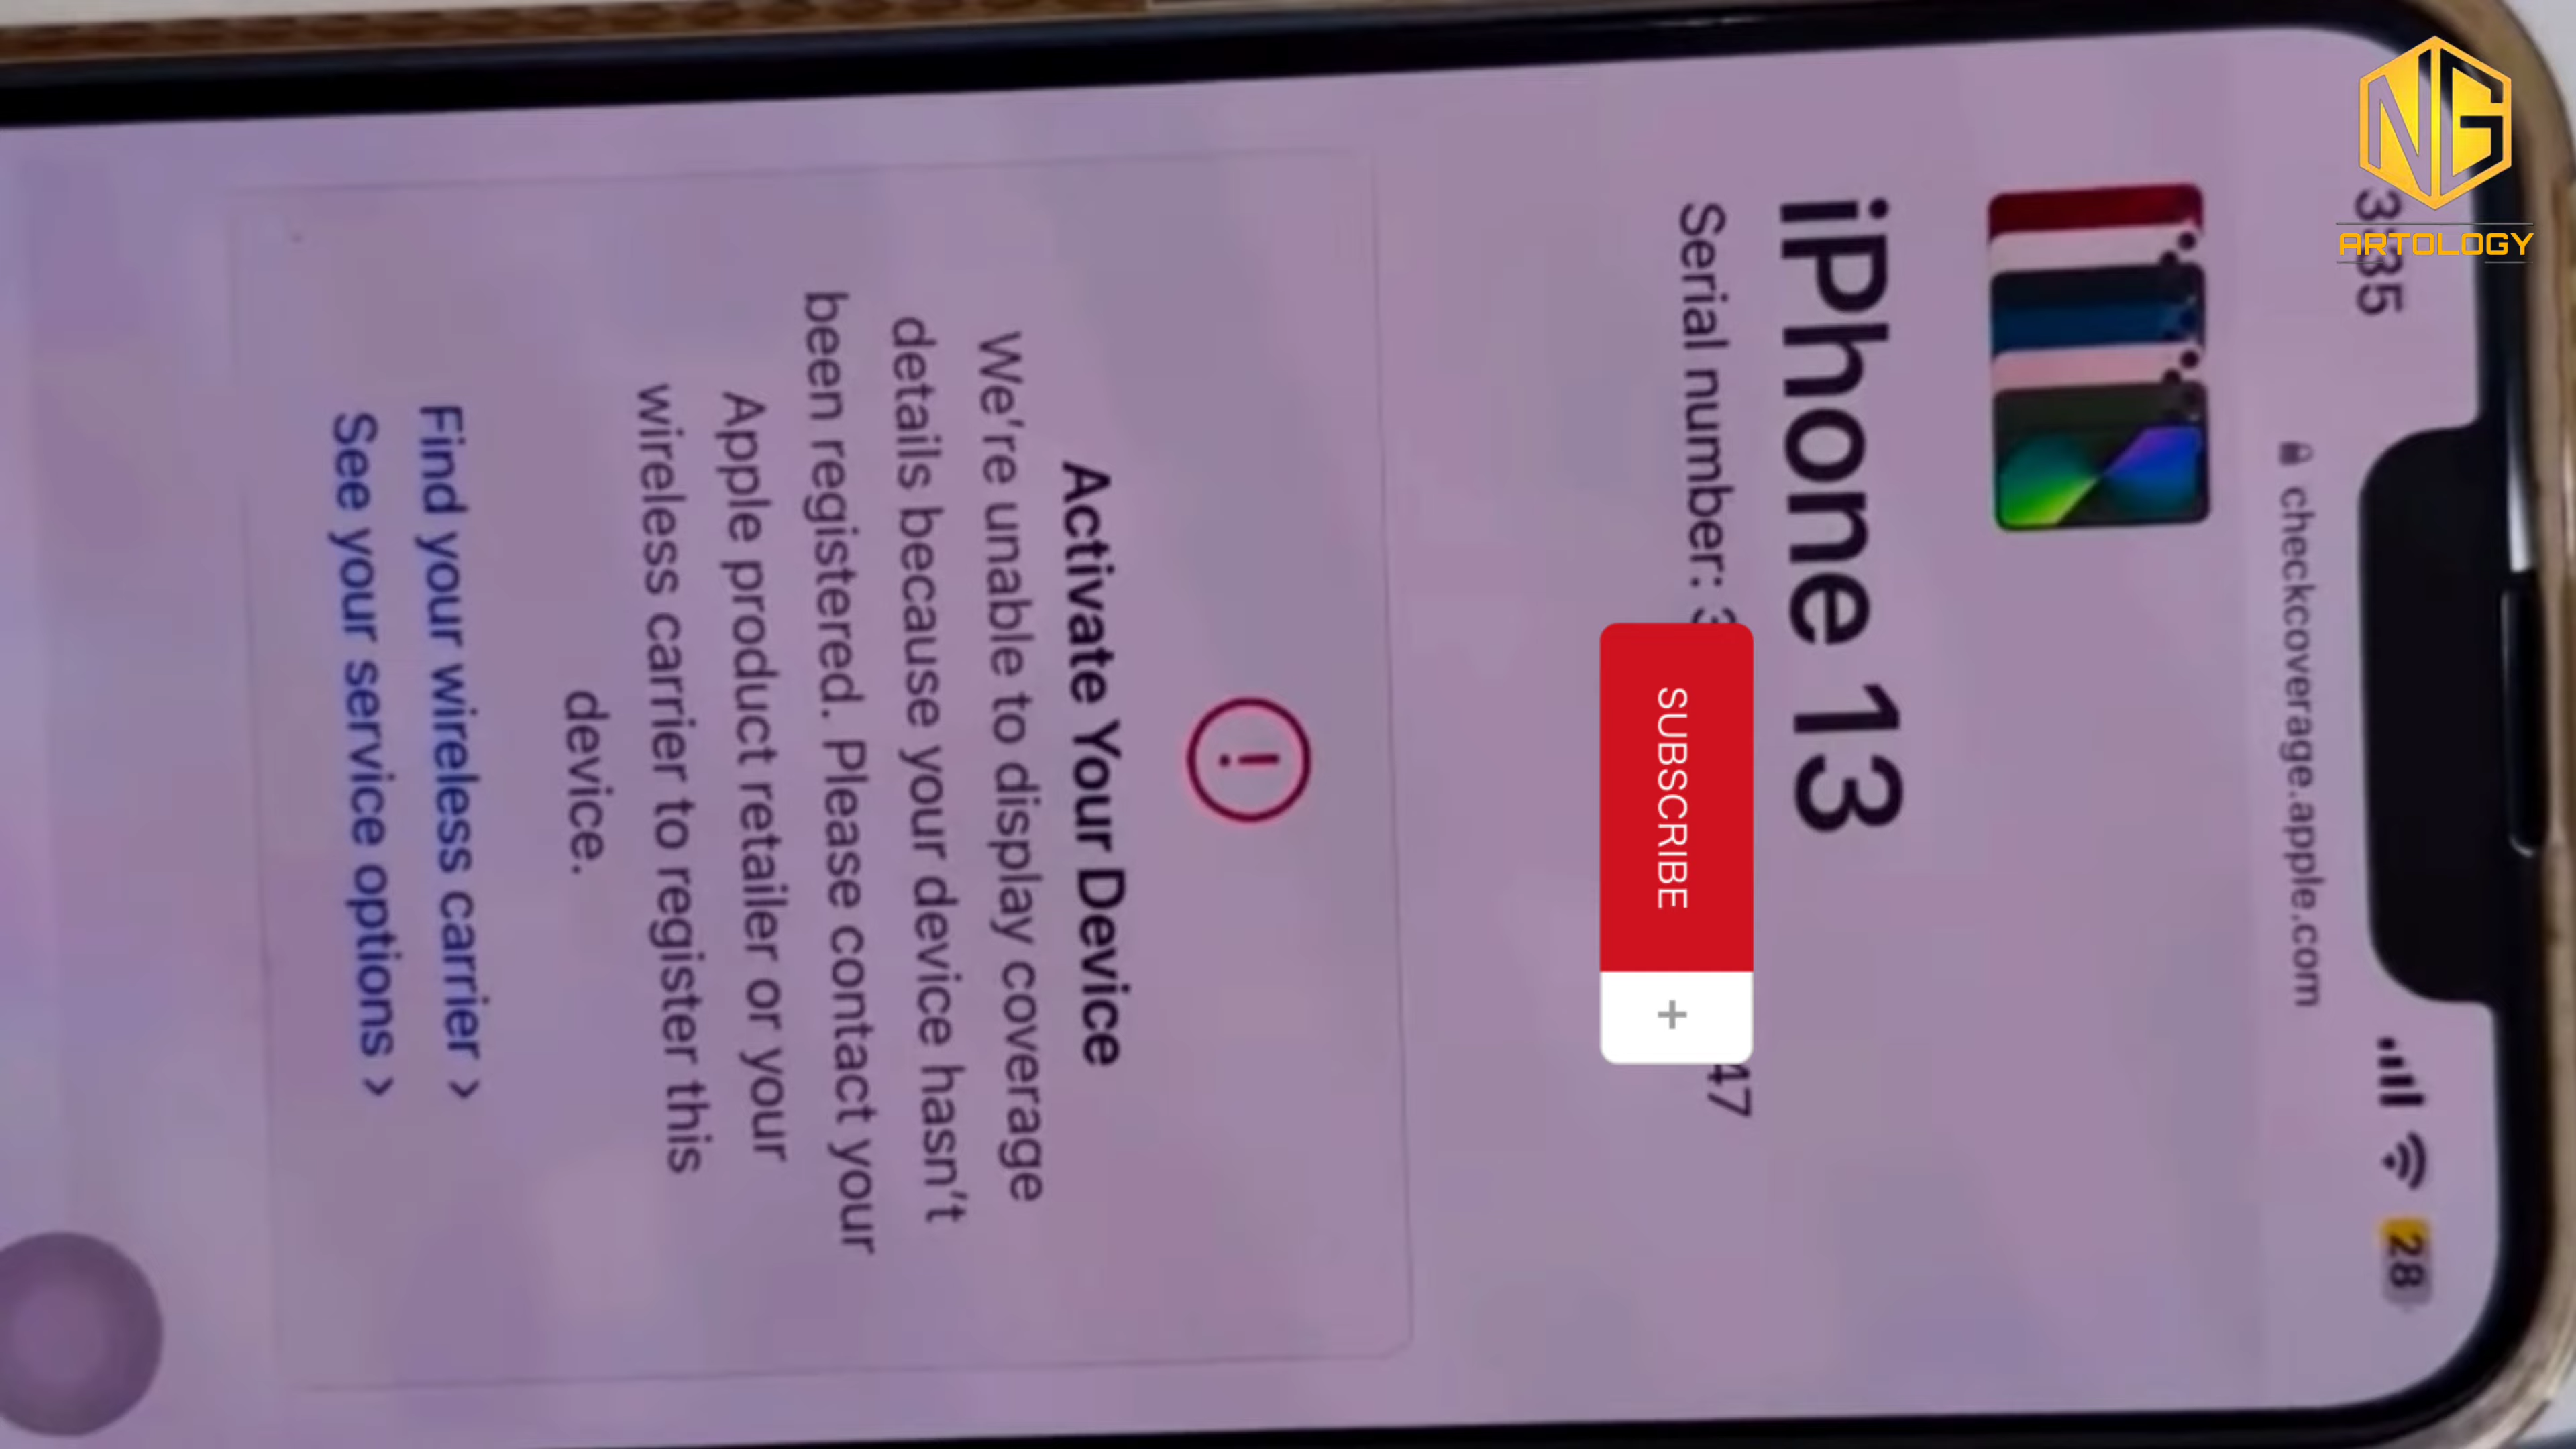 NG
ARTOLOGY
checkcoverage.apple.com
28
iPhone 13
Serial number:
47
SUBSCRIBE
+
Activate Your Device
We're unable to display coverage
details because your device hasn't
been registered. Please contact your
Apple product retailer or your
wireless carrier to register this
device.
Find your wireless carrier >
See your service options >